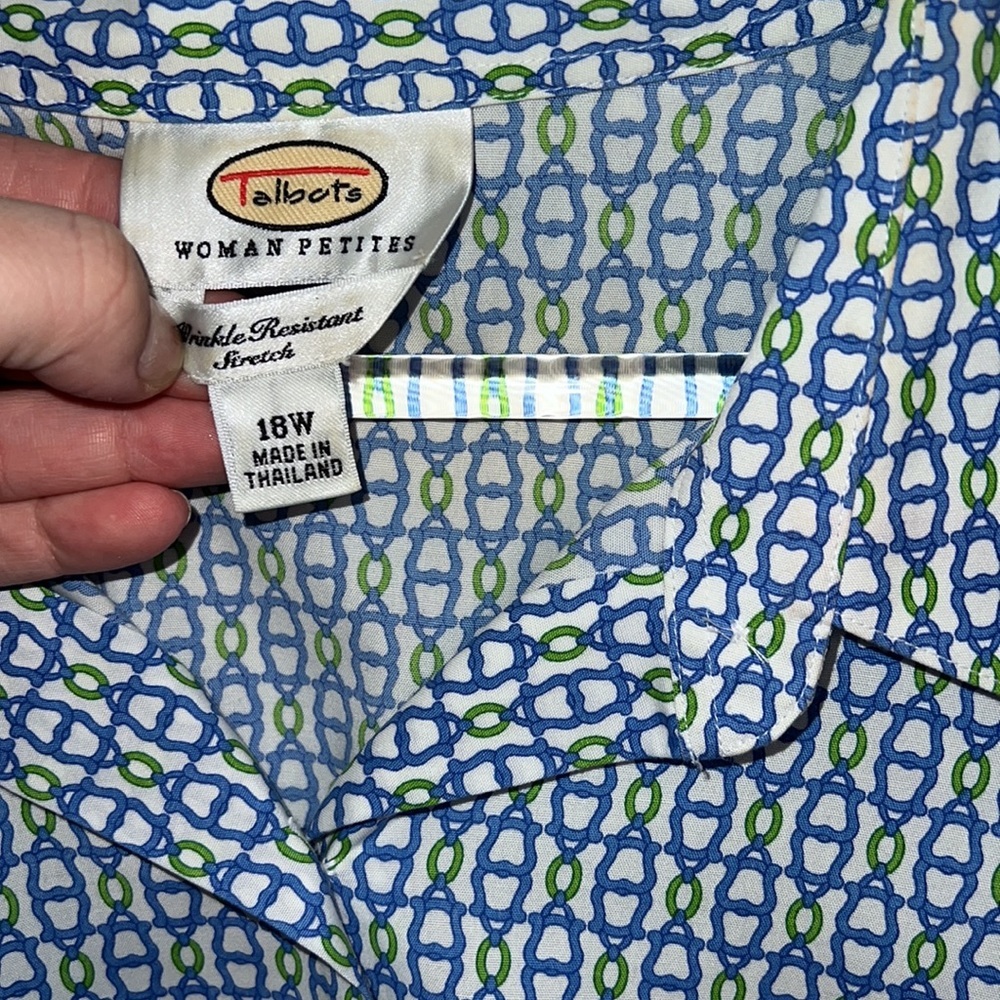 Talbots
WOMAN PETITES
Wrinkle Resistant
Stretch
18W
MADE IN
THAILAND